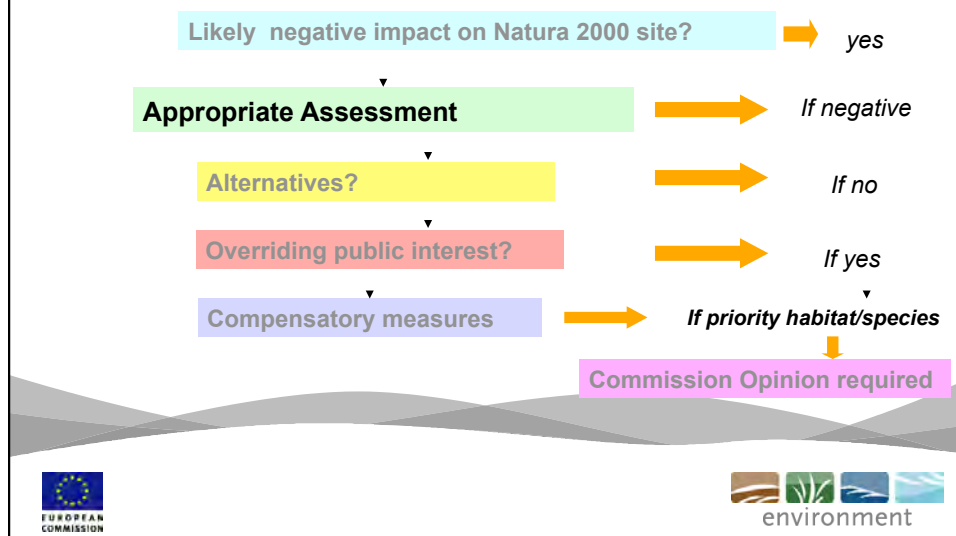 Likely negative impact on Natura 2000 site?
yes
Appropriate Assessment
If negative
Alternatives?
If no
Overriding public interest?
If yes
Compensatory measures
If priority habitat/species
Commission Opinion required
EUROPEAN
COMMISSION
environment